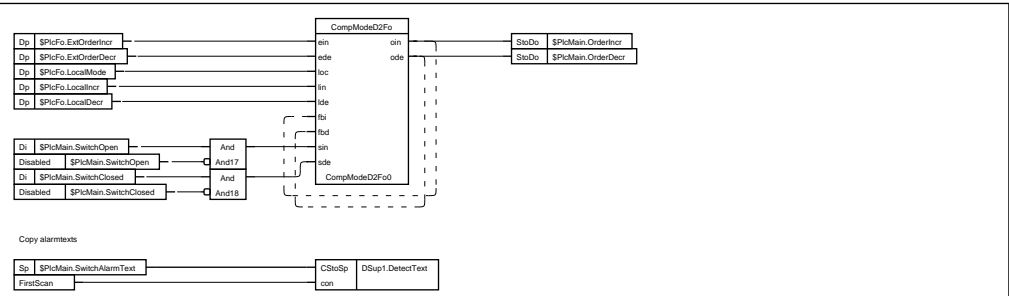 CompModeD2Fo
Dp $PlcFo.ExtOrderIncr ein oin StoDo $PlcMain.OrderIncr
Dp $PlcFo.ExtOrderDecr ede ode StoDo $PlcMain.OrderDecr
Dp $PlcFo.LocalMode loc
Dp $PlcFo.LocalIncr lin
Dp $PlcFo.LocalDecr lde
fbi
fbd
Di $PlcMain.SwitchOpen And sin
Disabled $PlcMain.SwitchOpen And17 sde
Di $PlcMain.SwitchClosed And CompModeD2Fo0
Disabled $PlcMain.SwitchClosed And18
Copy alarmtexts
Sp $PlcMain.SwitchAlarmText CStoSp DSup1.DetectText
FirstScan con